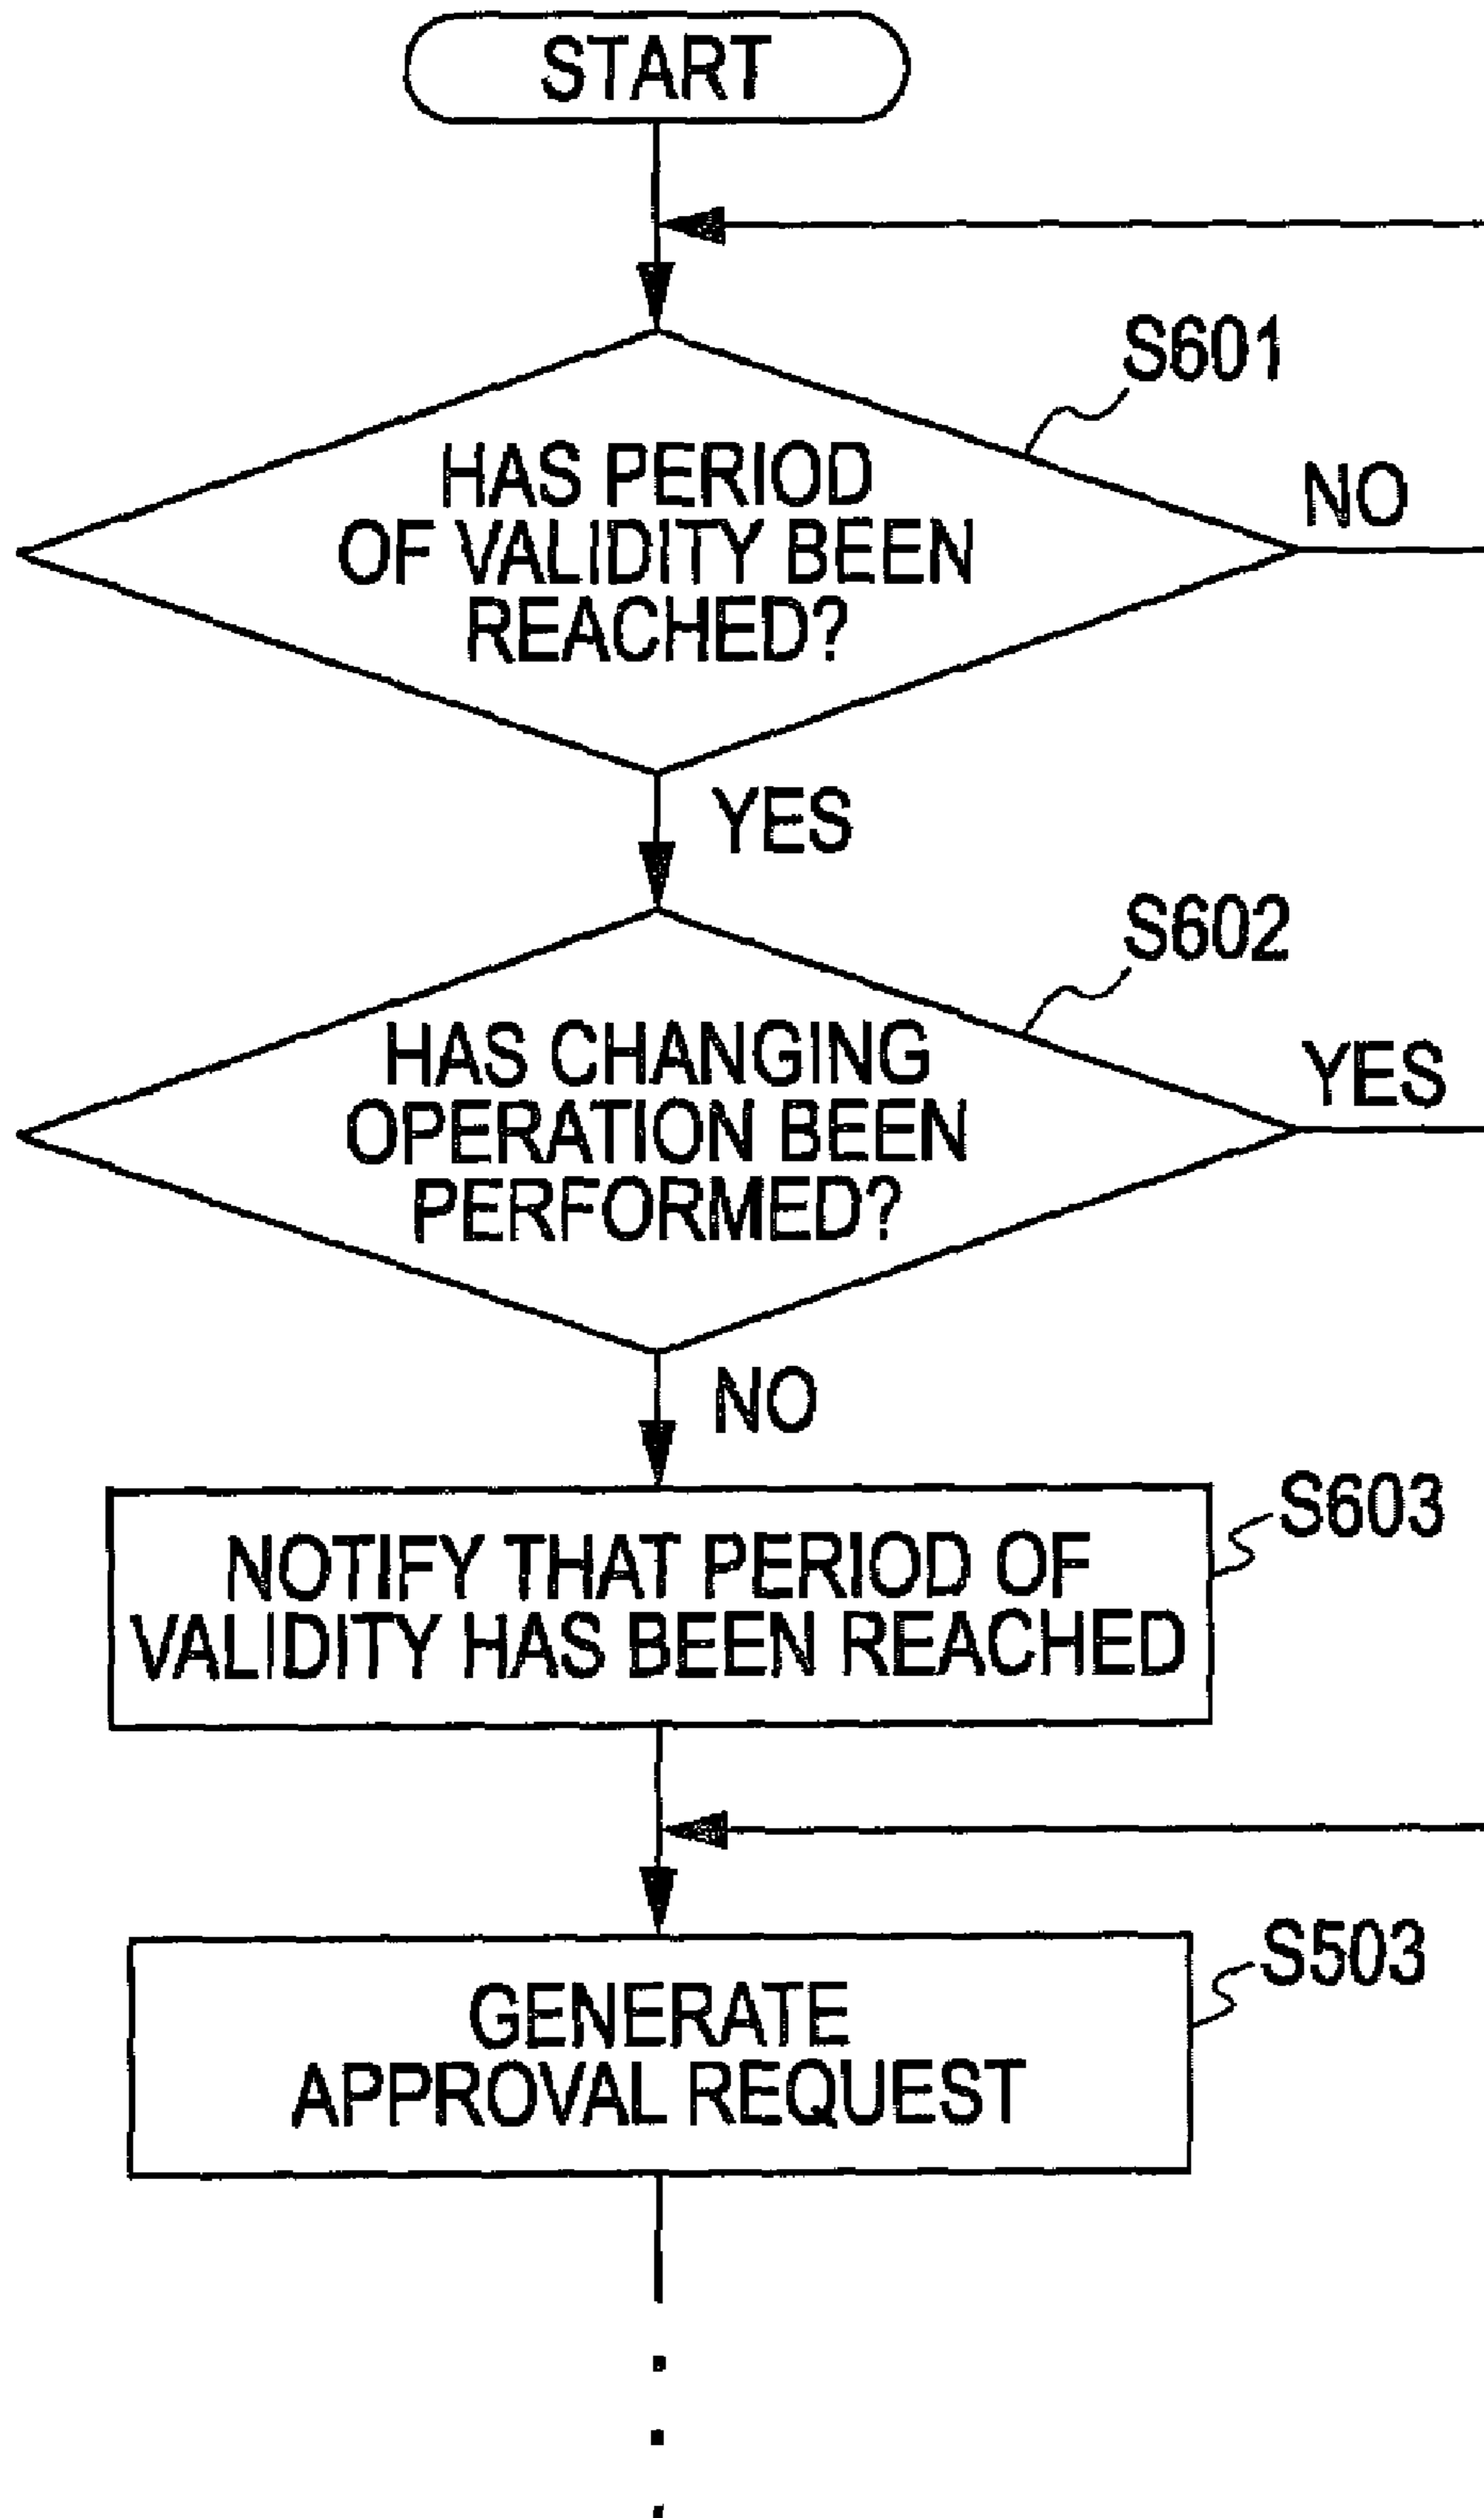 START
S601
HAS PERIOD
OF VALIDITY BEEN
REACHED?
NO
YES
S602
HAS CHANGING
OPERATION BEEN
PERFORMED?
YES
NO
S603
NOTIFY THAT PERIOD OF
VALIDITY HAS BEEN REACHED
S503
GENERATE
APPROVAL REQUEST